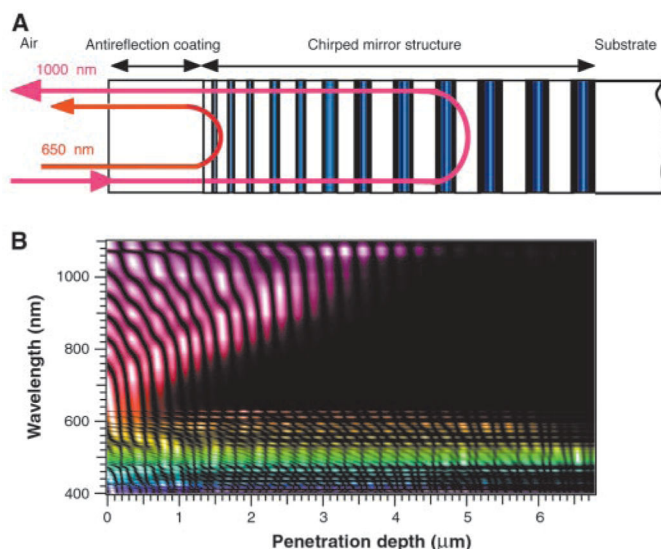 A
Air
Antireflection coating
Chirped mirror structure
Substrate
1000 nm
650 nm
B
Wavelength (nm)
1000
800
600
400
0 1 2 3 4 5 6
Penetration depth (μm)